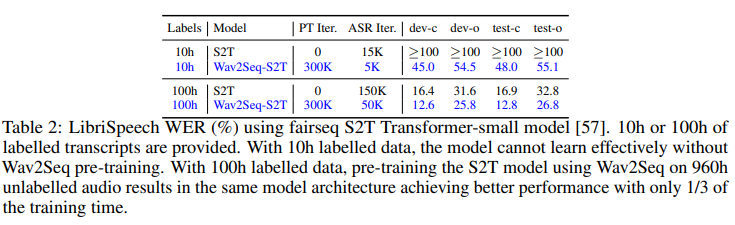 Labels | Model | PT Iter. ASR Iter. | dev-c dev-o test-c test-o
10h | S2T | 0 15K | ≥100 ≥100 ≥100 ≥100
10h | Wav2Seq-S2T | 300K 5K | 45.0 54.5 48.0 55.1
100h | S2T | 0 150K | 16.4 31.6 16.9 32.8
100h | Wav2Seq-S2T | 300K 50K | 12.6 25.8 12.8 26.8
Table 2: LibriSpeech WER (%) using fairseq S2T Transformer-small model [57]. 10h or 100h of
labelled transcripts are provided. With 10h labelled data, the model cannot learn effectively without
Wav2Seq pre-training. With 100h labelled data, pre-training the S2T model using Wav2Seq on 960h
unlabelled audio results in the same model architecture achieving better performance with only 1/3 of
the training time.